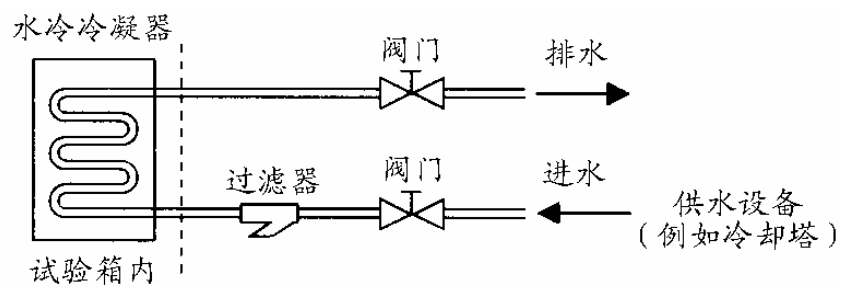 水冷冷凝器
阀门
排水
过滤器
阀门
进水
供水设备
(例如冷却塔)
试验箱内